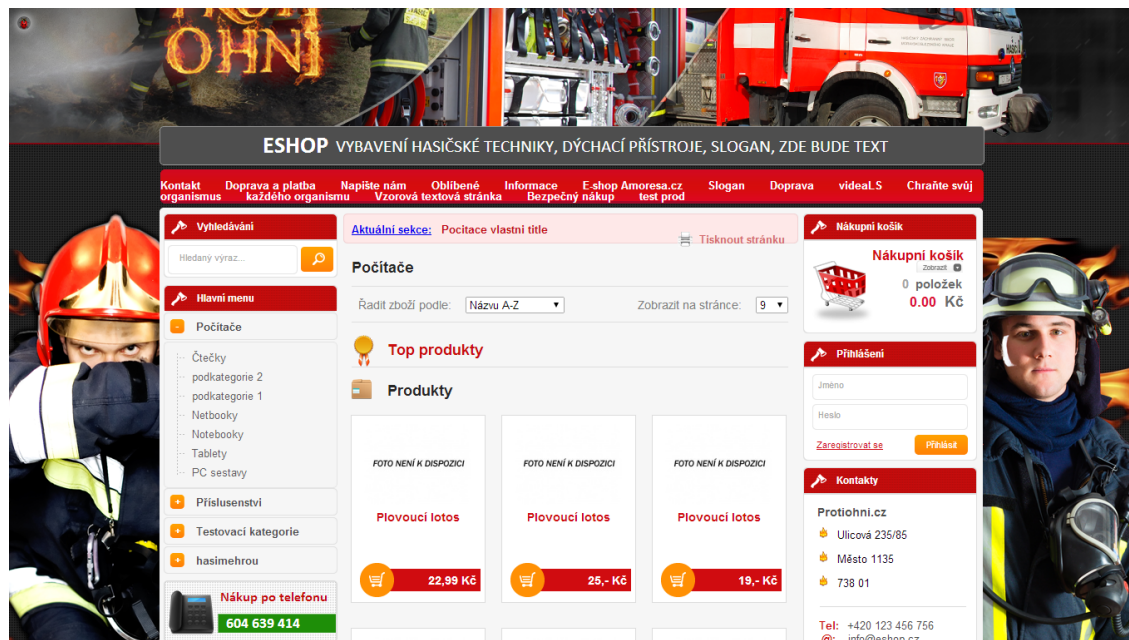 PROTI
OHNI
HASIČI
ESHOP VYBAVENÍ HASIČSKÉ TECHNIKY, DÝCHACÍ PŘÍSTROJE, SLOGAN, ZDE BUDE TEXT
Kontakt Doprava a platba Napište nám Oblíbené Informace E-shop Amoresa.cz Slogan Doprava videaLS Chraňte svůj
organismus každého organismu Vzorová textová stránka Bezpečný nákup test prod
Vyhledávání
Hledaný výraz...
Hlavní menu
Počítače
Čtečky
podkategorie 2
podkategorie 1
Netbooky
Notebooky
Tablety
PC sestavy
Příslusenstvi
Testovací kategorie
hasimehrou
Nákup po telefonu
604 639 414
Aktuální sekce: Pocitace vlastni title
Tisknout stránku
Počítače
Řadit zboží podle: Názvu A-Z Zobrazit na stránce: 9
Top produkty
Produkty
FOTO NENÍ K DISPOZICI FOTO NENÍ K DISPOZICI FOTO NENÍ K DISPOZICI
Plovoucí lotos Plovoucí lotos Plovoucí lotos
22,99 Kč 25,- Kč 19,- Kč
Nákupní košík
Nákupní košík
Zobrazit
0 položek
0.00 Kč
Přihlášení
Jméno
Heslo
Zaregistrovat se Přihlásit
Kontakty
Protiohni.cz
Ulicová 235/85
Město 1135
738 01
Tel: +420 123 456 756
@: info@eshop.cz